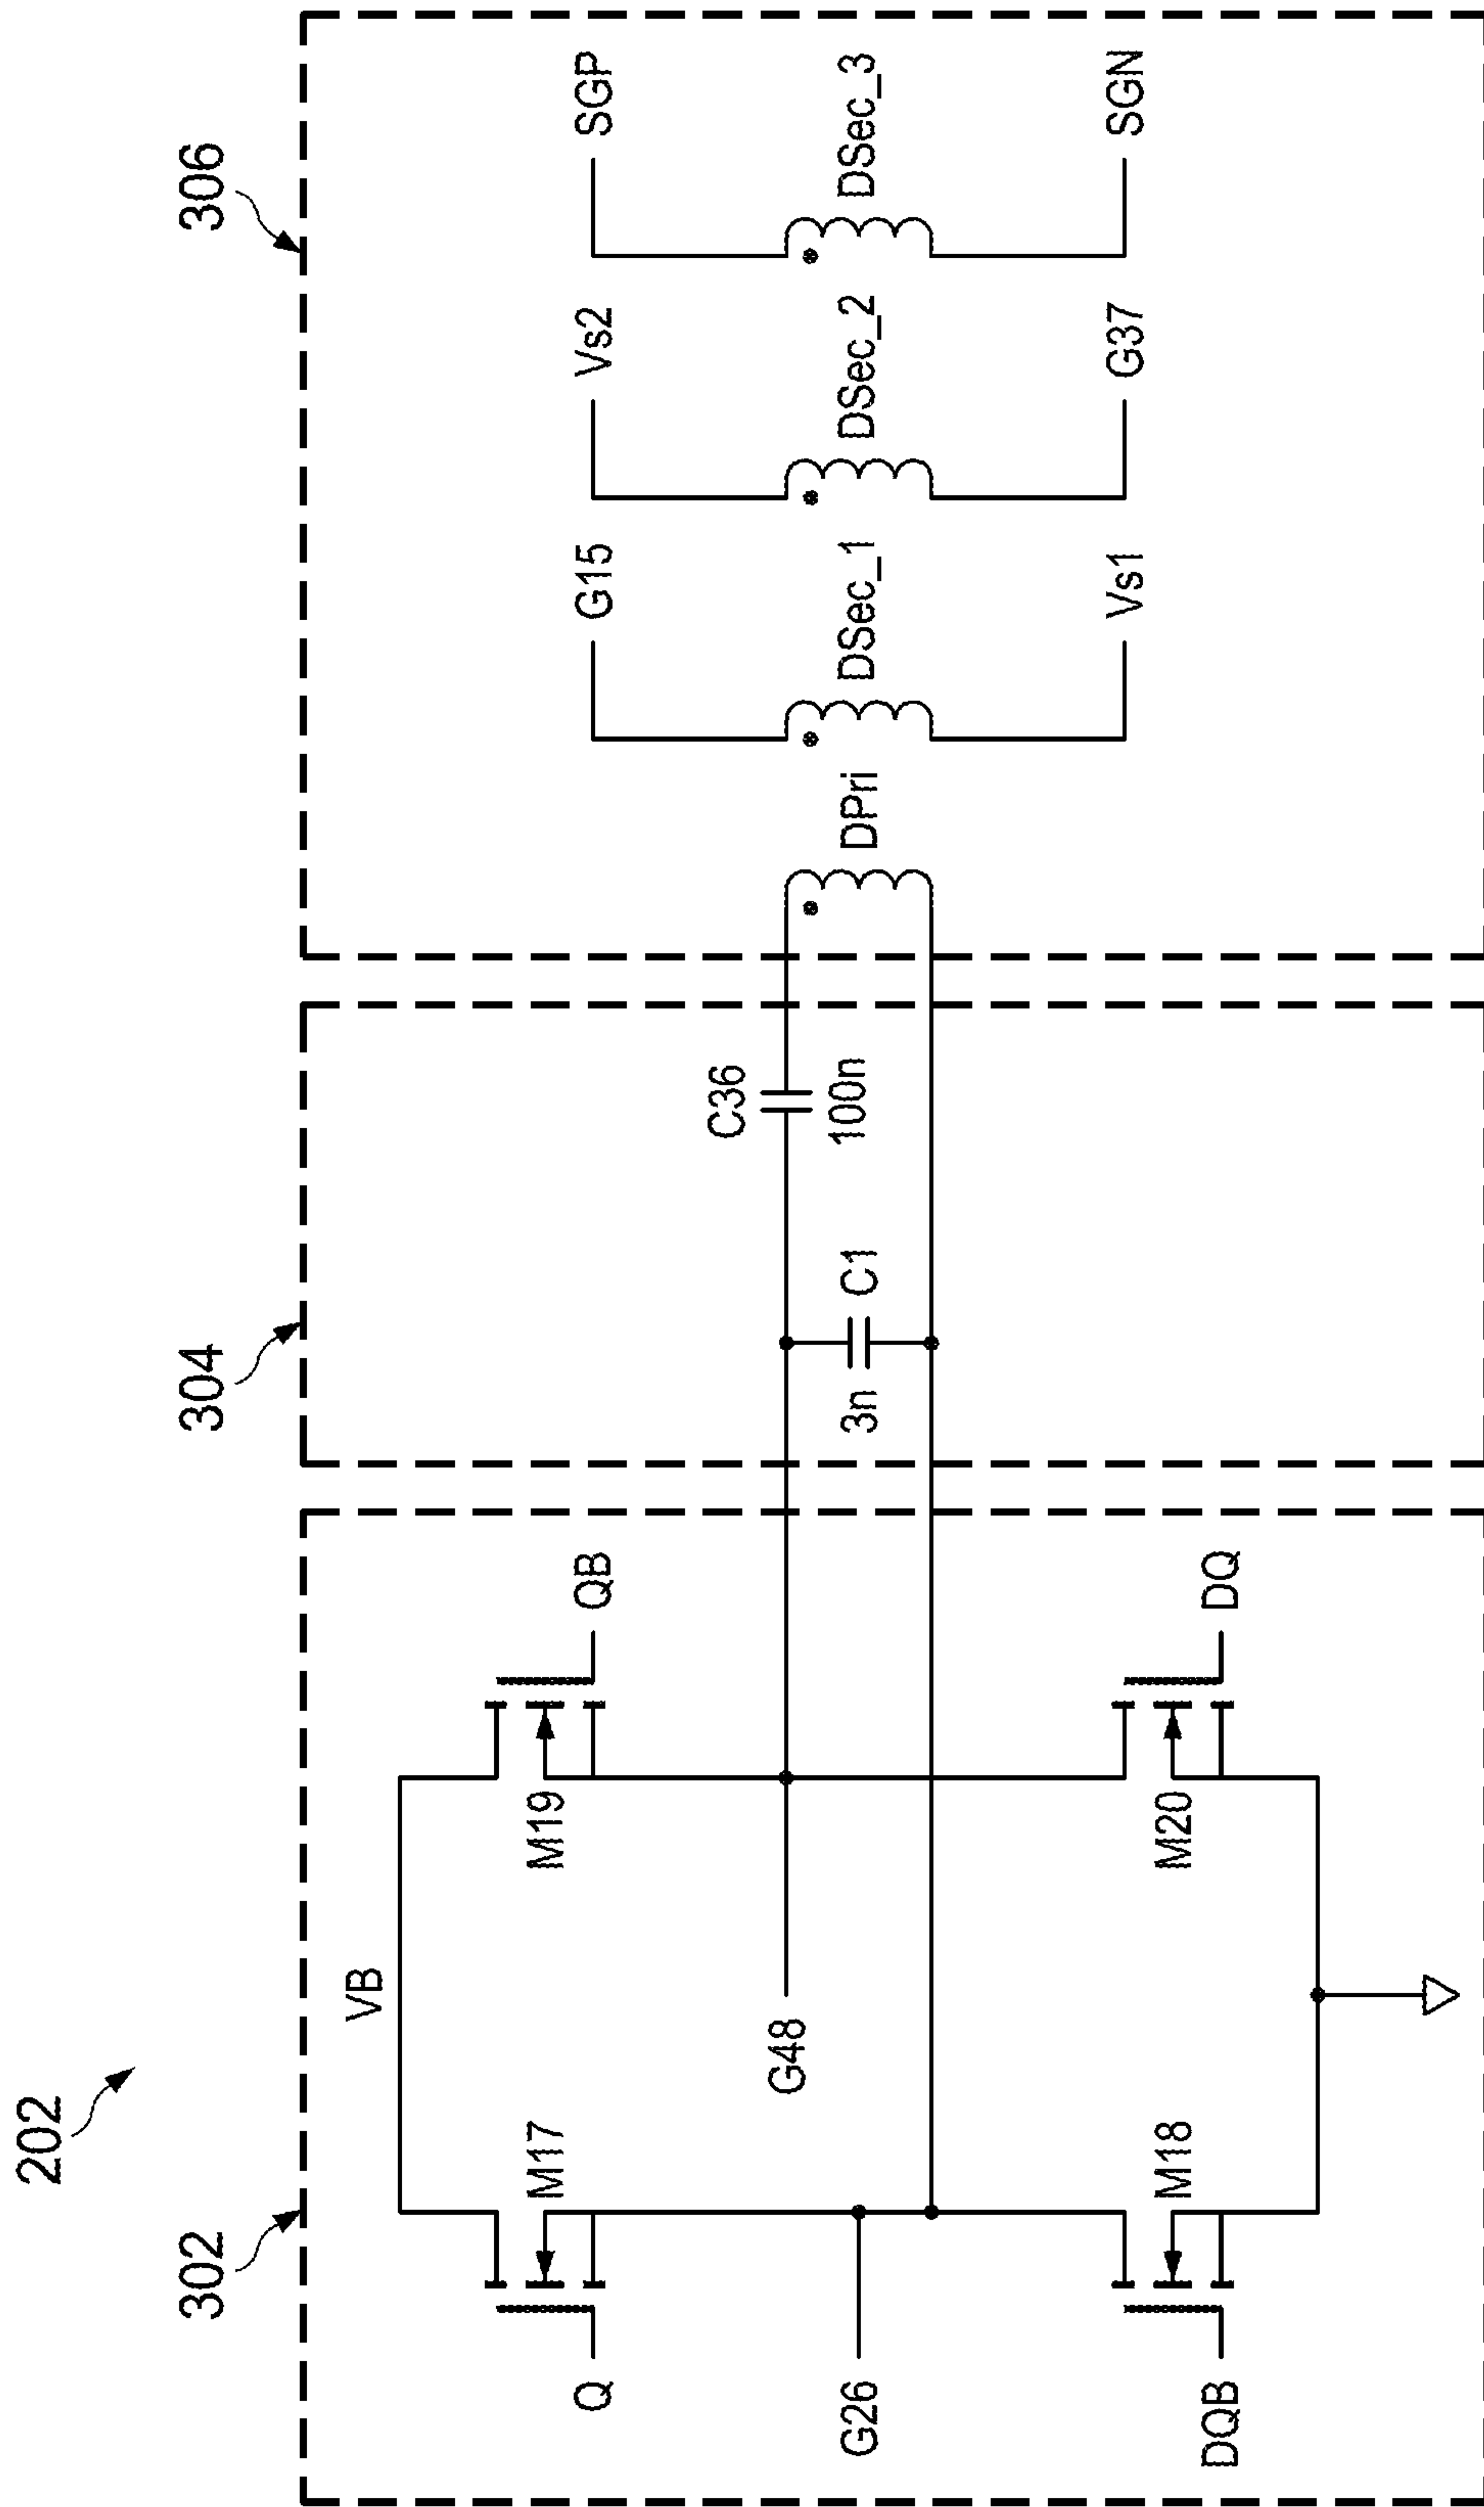 202
302
304
306
VB
Q
M17
M19
QB
G48
G26
DQB
M18
M20
DQ
3n
C1
C36
100n
DPri
G15
DSec_1
Vs1
Vs2
DSec_2
G37
SGP
DSec_3
SGN